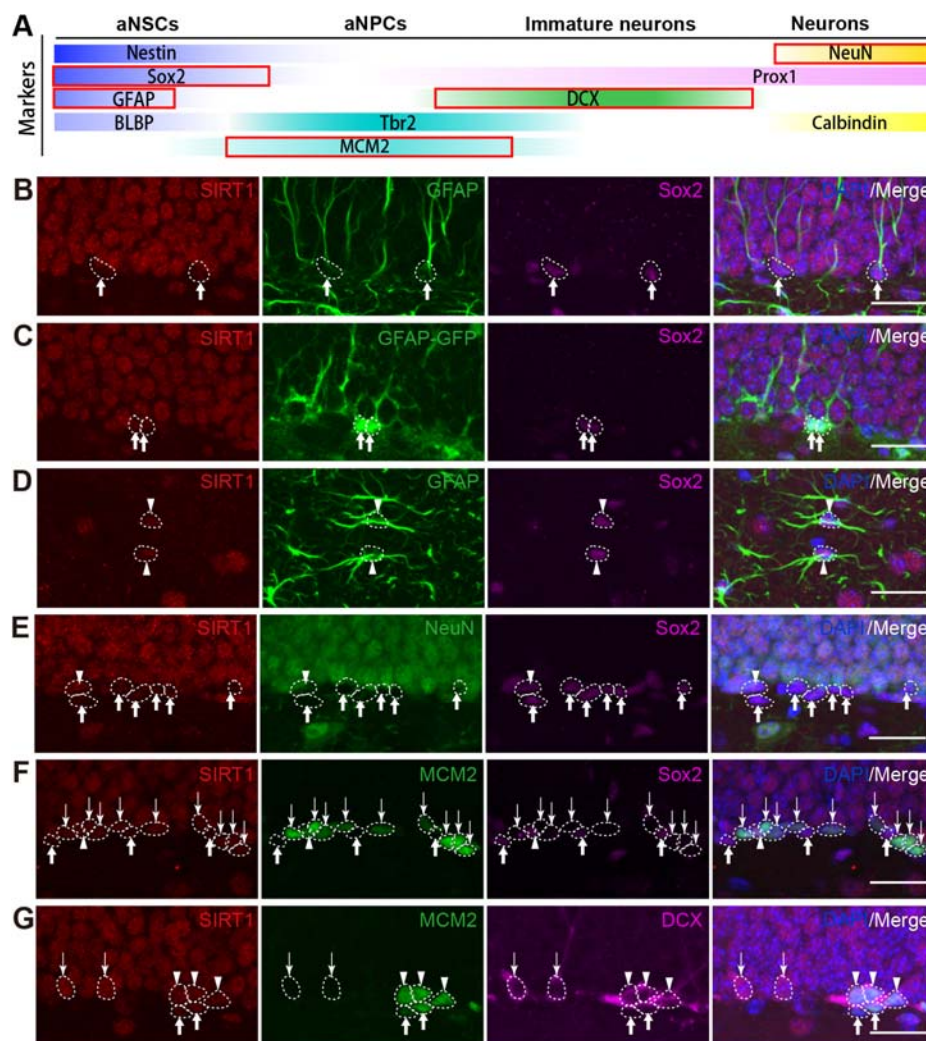 A aNSCs aNPCs Immature neurons Neurons
Markers
Nestin NeuN
Sox2 Prox1
GFAP DCX
BLBP Tbr2 Calbindin
MCM2
B SIRT1 GFAP Sox2 DAPI/Merge
C SIRT1 GFAP-GFP Sox2 DAPI/Merge
D SIRT1 GFAP Sox2 DAPI/Merge
E SIRT1 NeuN Sox2 DAPI/Merge
F SIRT1 MCM2 Sox2 DAPI/Merge
G SIRT1 MCM2 DCX DAPI/Merge